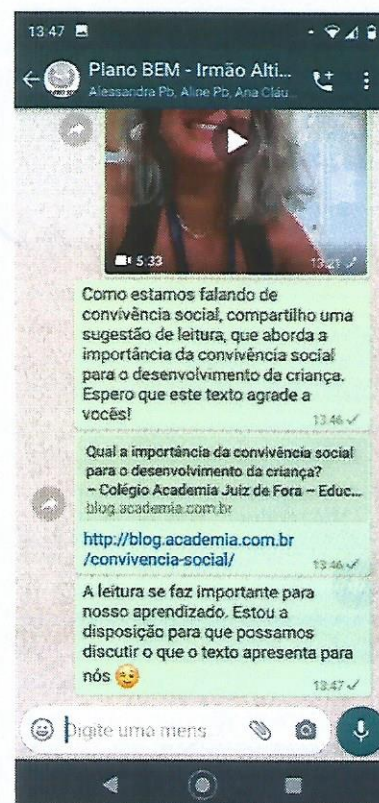 13:47
Plano BEM - Irmão Alti...
Alessandra Pb, Aline Pb, Ana Cláu...
5:33
13:21
Como estamos falando de
convivência social, compartilho uma
sugestão de leitura, que aborda a
importância da convivência social
para o desenvolvimento da criança.
Espero que este texto agrade a
vocês!
13:46
Qual a importância da convivência social
para o desenvolvimento da criança?
– Colégio Academia Juiz de Fora – Educ...
blog.academia.com.br
http://blog.academia.com.br
/convivencia-social/
13:46
A leitura se faz importante para
nosso aprendizado. Estou a
disposição para que possamos
discutir o que o texto apresenta para
nós
13:47
Digite uma mens